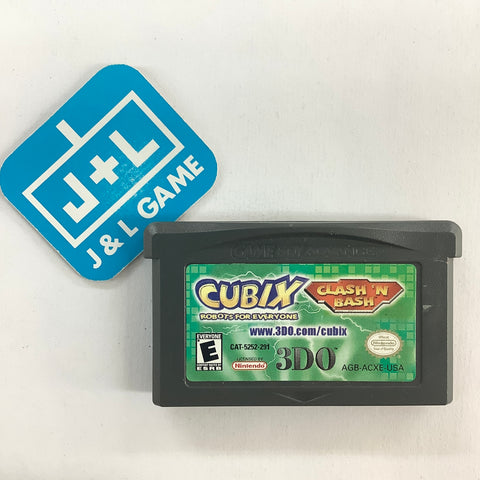 J+L
J & L GAME
GAME BOY ADVANCE
CUBIX
ROBOTS FOR EVERYONE
CLASH 'N
BASH
www.3DO.com/cubix
EVERYONE
E
ESRB
CAT-5252-291
LICENSED BY
Nintendo
3DO
Nintendo
AGB-ACXE-USA